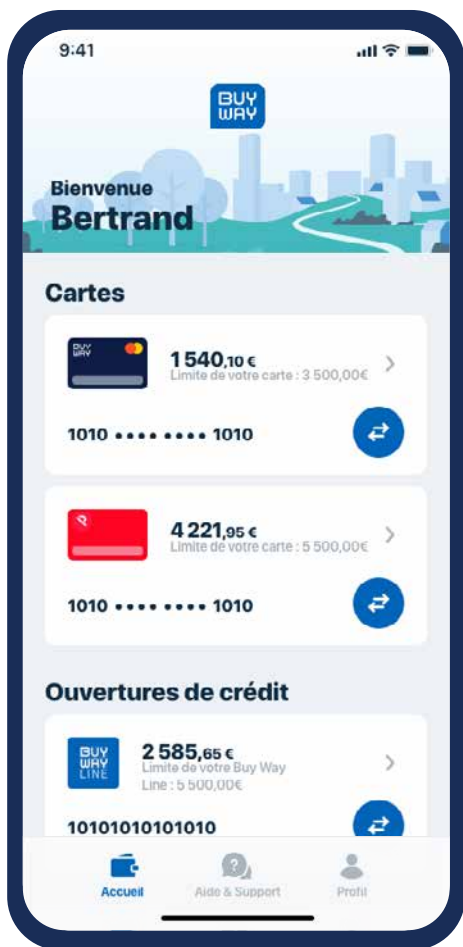 9:41
BUY
WAY
Bienvenue
Bertrand
Cartes
BUY
WAY
1 540,10 €
Limite de votre carte : 3 500,00€
1010 •••• •••• 1010
4 221,95 €
Limite de votre carte : 5 500,00€
1010 •••• •••• 1010
Ouvertures de crédit
BUY
WAY
LINE
2 585,65 €
Limite de votre Buy Way
Line : 5 500,00€
10101010101010
Accueil
Aide & Support
Profil